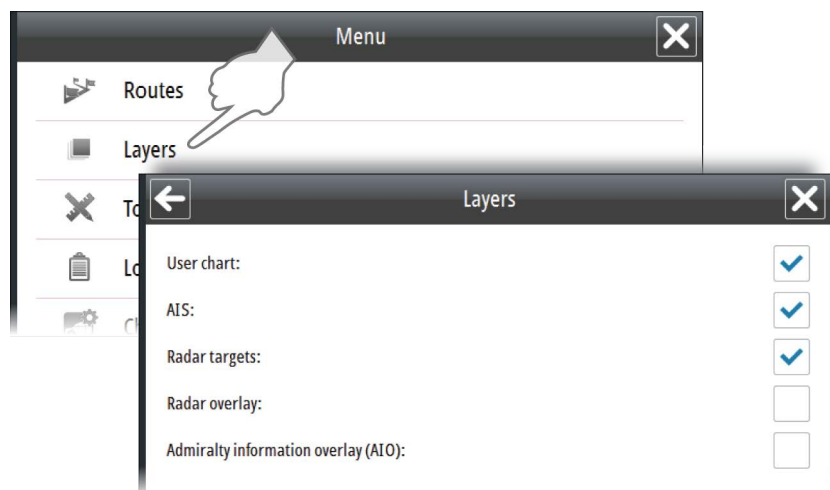 Menu
Routes
Layers
Layers
User chart:
AIS:
Radar targets:
Radar overlay:
Admiralty information overlay (AIO):